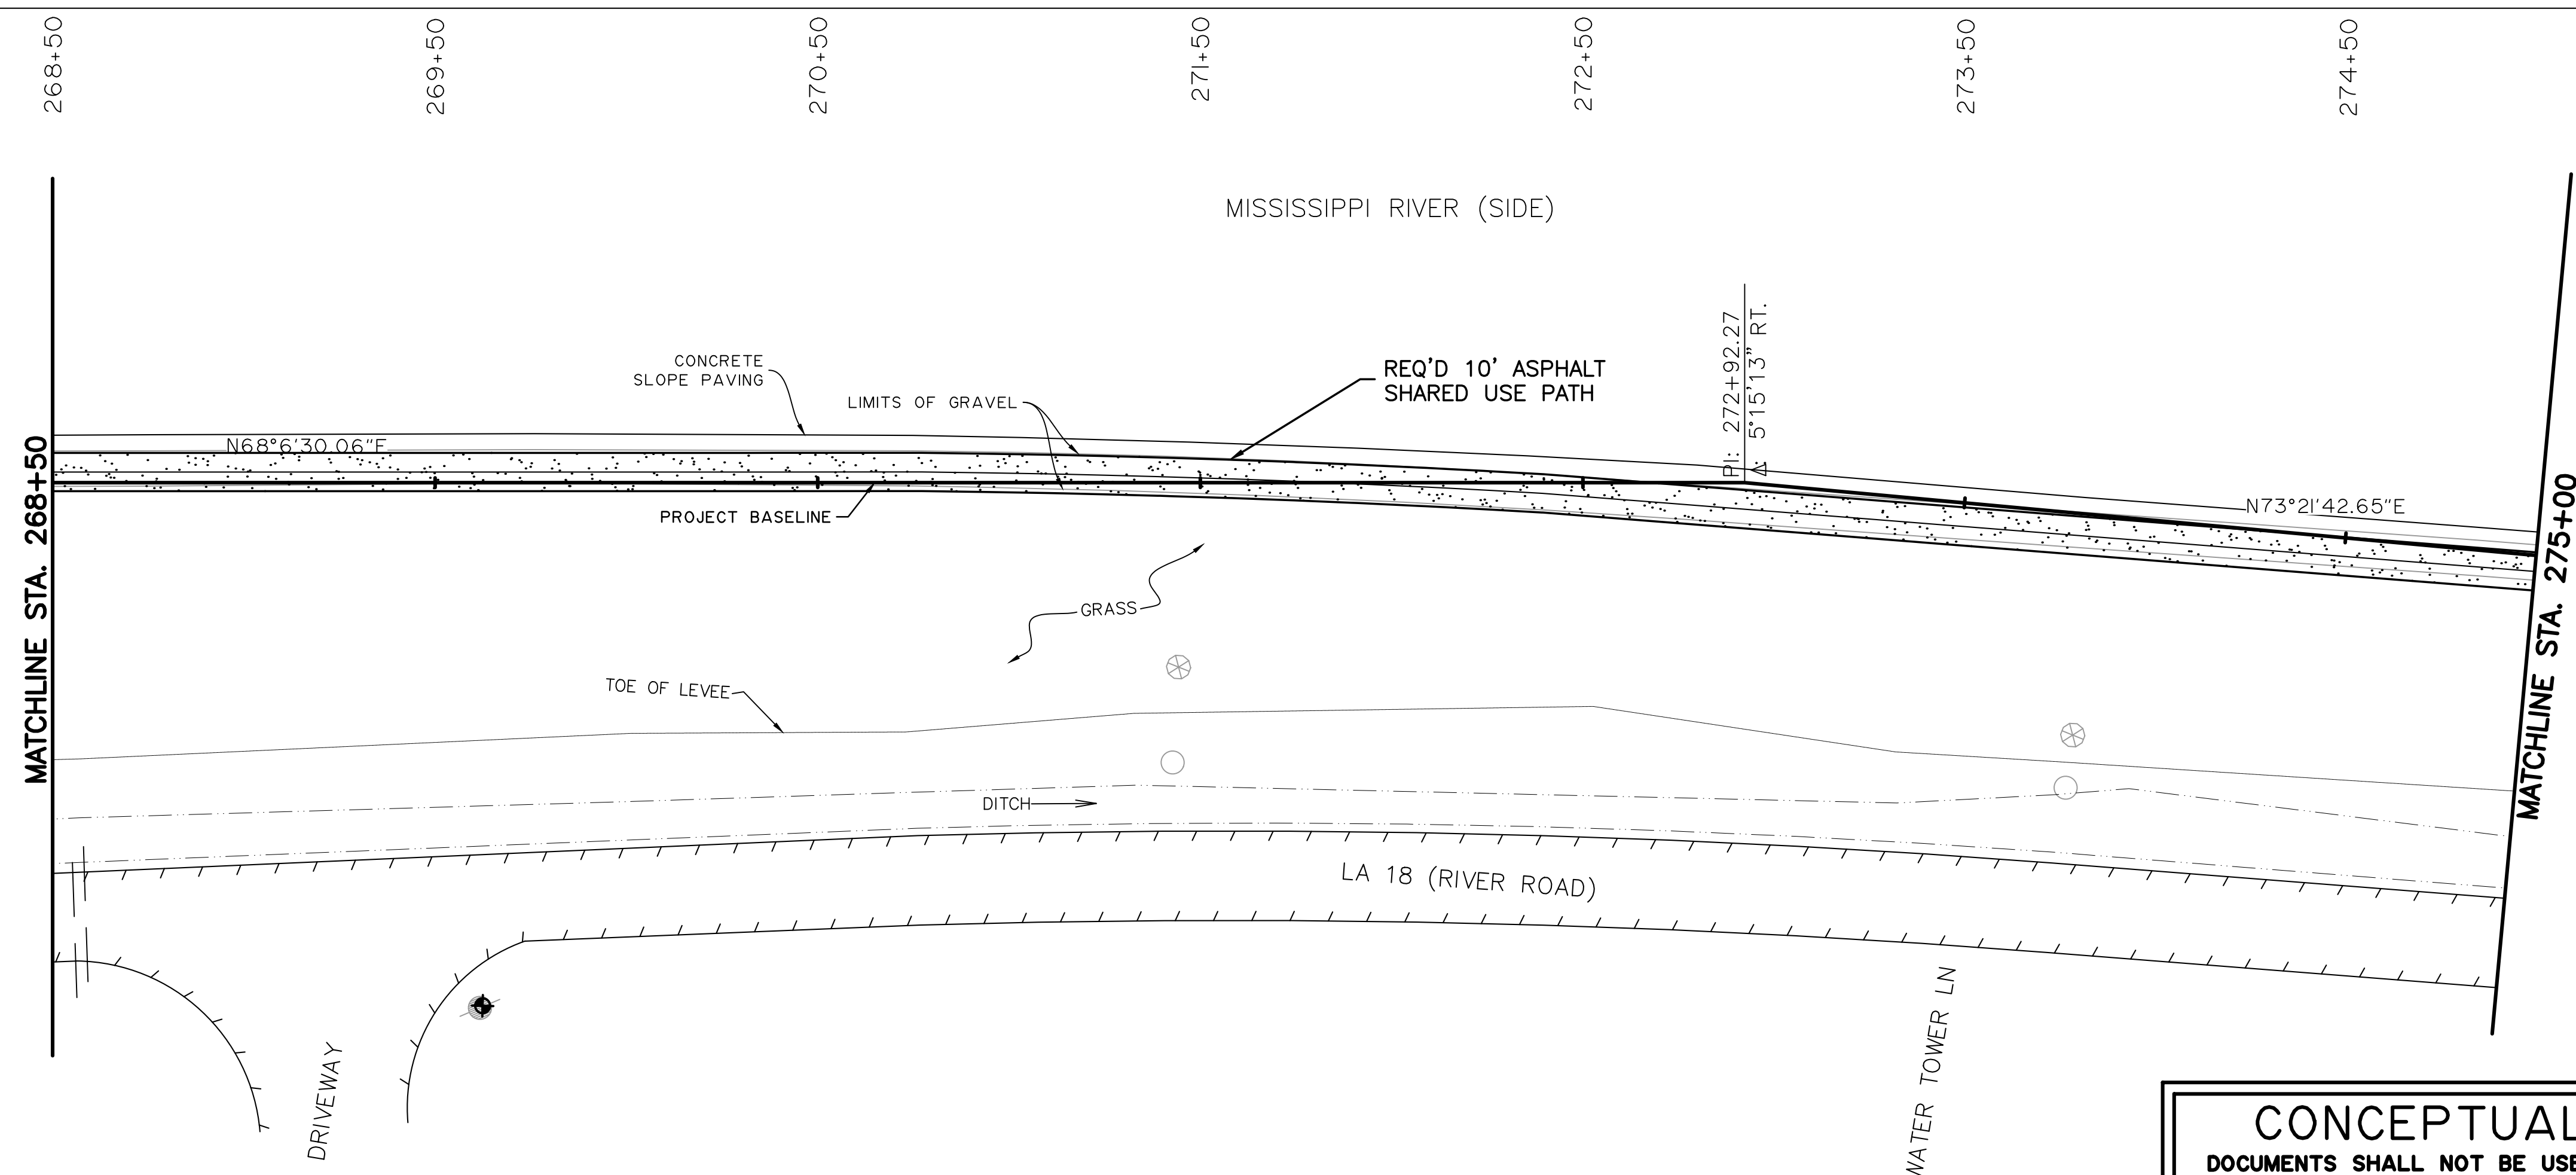 268+50
269+50
270+50
271+50
272+50
273+50
274+50
MISSISSIPPI RIVER (SIDE)
PI: 272+92.27
Δ: 5°15'13" RT.
CONCRETE
SLOPE PAVING
LIMITS OF GRAVEL
REQ'D 10' ASPHALT
SHARED USE PATH
N68°6'30.06"E
N73°21'42.65"E
PROJECT BASELINE
MATCHLINE STA. 268+50
MATCHLINE STA. 275+00
GRASS
TOE OF LEVEE
DITCH
LA 18 (RIVER ROAD)
DRIVEWAY
WATER TOWER LN
CONCEPTUAL
DOCUMENTS SHALL NOT BE USE